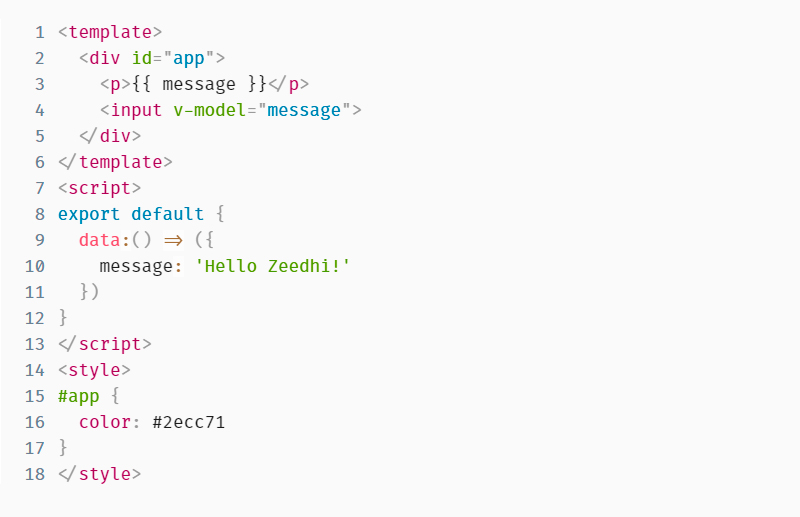 1 <template>
2   <div id="app">
3     <p>{{ message }}</p>
4     <input v-model="message">
5   </div>
6 </template>
7 <script>
8 export default {
9   data:() => ({
10     message: 'Hello Zeedhi!'
11   })
12 }
13 </script>
14 <style>
15 #app {
16   color: #2ecc71
17 }
18 </style>